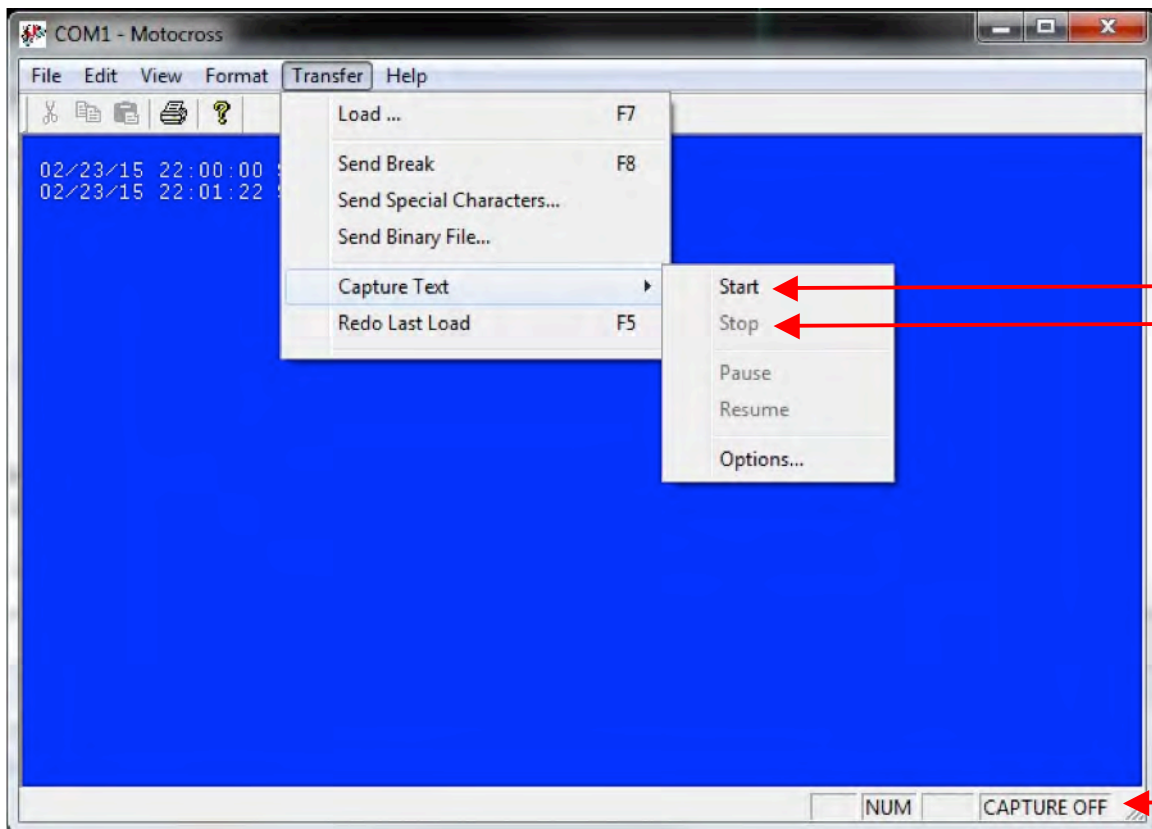 COM1 - Motocross
File Edit View Format Transfer Help
Load ... F7
02/23/15 22:00:00
Send Break F8
02/23/15 22:01:22
Send Special Characters...
Send Binary File...
Capture Text
Start
Redo Last Load F5
Stop
Pause
Resume
Options...
NUM CAPTURE OFF